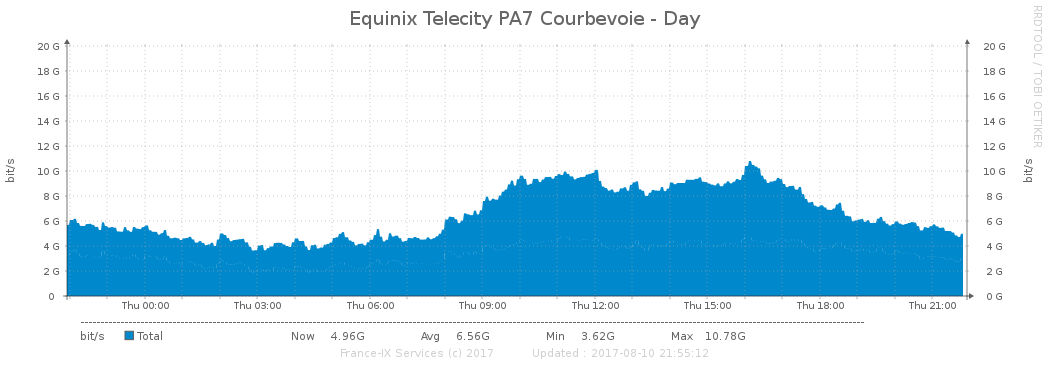 Equinix Telecity PA7 Courbevoie - Day
RRDTOOL / TOBI OETIKER
bit/s
bit/s
20 G 20 G
18 G 18 G
16 G 16 G
14 G 14 G
12 G 12 G
10 G 10 G
8 G 8 G
6 G 6 G
4 G 4 G
2 G 2 G
0 0 G
Thu 00:00 Thu 03:00 Thu 06:00 Thu 09:00 Thu 12:00 Thu 15:00 Thu 18:00 Thu 21:00
bit/s Total Now 4.96G Avg 6.56G Min 3.62G Max 10.78G
France-IX Services (c) 2017 Updated : 2017-08-10 21:55:12